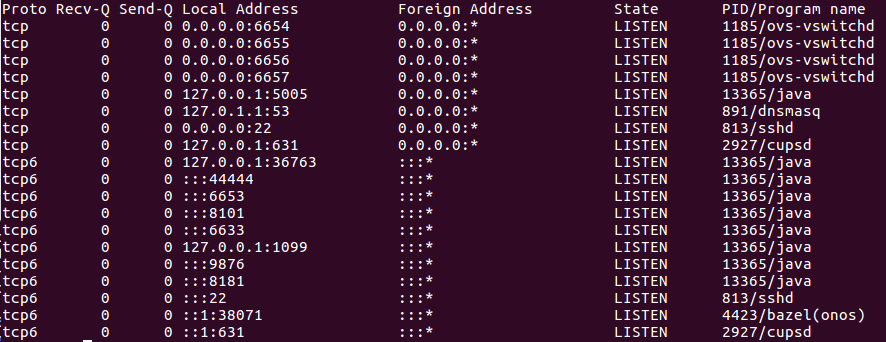 Proto Recv-Q Send-Q Local Address           Foreign Address         State       PID/Program name
tcp        0      0 0.0.0.0:6654            0.0.0.0:*               LISTEN      1185/ovs-vswitchd
tcp        0      0 0.0.0.0:6655            0.0.0.0:*               LISTEN      1185/ovs-vswitchd
tcp        0      0 0.0.0.0:6656            0.0.0.0:*               LISTEN      1185/ovs-vswitchd
tcp        0      0 0.0.0.0:6657            0.0.0.0:*               LISTEN      1185/ovs-vswitchd
tcp        0      0 127.0.0.1:5005          0.0.0.0:*               LISTEN      13365/java
tcp        0      0 127.0.1.1:53            0.0.0.0:*               LISTEN      891/dnsmasq
tcp        0      0 0.0.0.0:22              0.0.0.0:*               LISTEN      813/sshd
tcp        0      0 127.0.0.1:631           0.0.0.0:*               LISTEN      2927/cupsd
tcp6       0      0 127.0.0.1:36763         :::*                    LISTEN      13365/java
tcp6       0      0 :::44444                :::*                    LISTEN      13365/java
tcp6       0      0 :::6653                 :::*                    LISTEN      13365/java
tcp6       0      0 :::8101                 :::*                    LISTEN      13365/java
tcp6       0      0 :::6633                 :::*                    LISTEN      13365/java
tcp6       0      0 127.0.0.1:1099          :::*                    LISTEN      13365/java
tcp6       0      0 :::9876                 :::*                    LISTEN      13365/java
tcp6       0      0 :::8181                 :::*                    LISTEN      13365/java
tcp6       0      0 :::22                   :::*                    LISTEN      813/sshd
tcp6       0      0 ::1:38071               :::*                    LISTEN      4423/bazel(onos)
tcp6       0      0 ::1:631                 :::*                    LISTEN      2927/cupsd